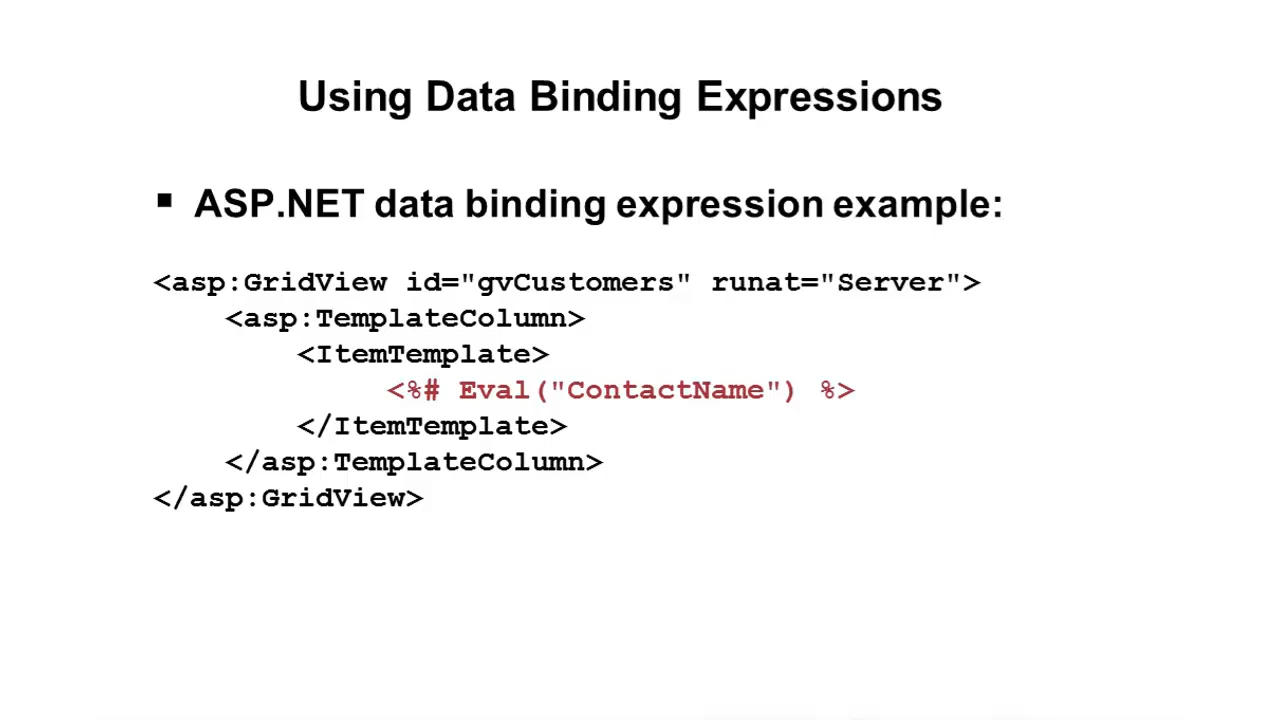 Using Data Binding Expressions
▪ ASP.NET data binding expression example:
<asp:GridView id="gvCustomers" runat="Server">
<asp:TemplateColumn>
<ItemTemplate>
<%# Eval("ContactName") %>
</ItemTemplate>
</asp:TemplateColumn>
</asp:GridView>